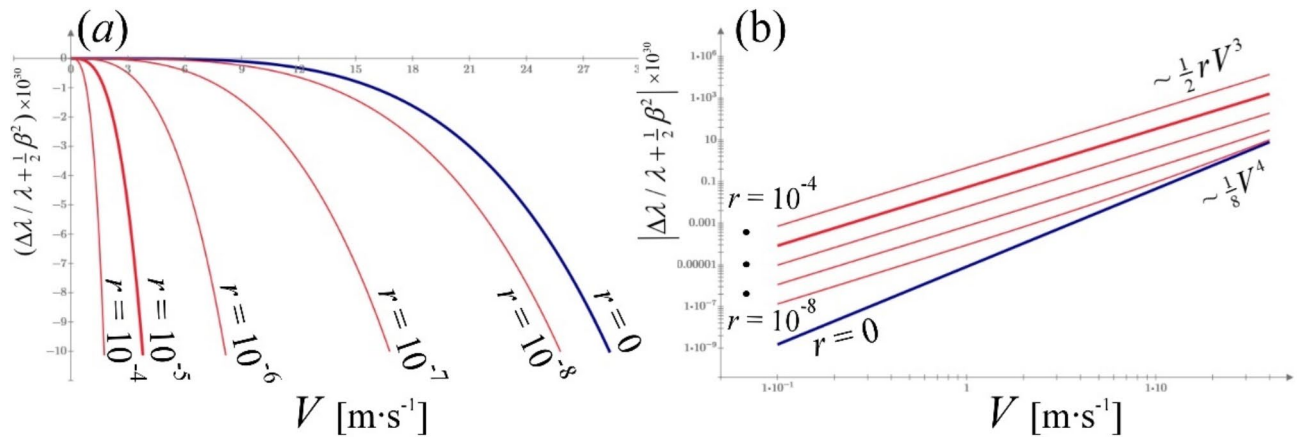 (a)
(Δλ / λ + ½ β²) ×10³⁰
0
-1
-2
-3
-4
-5
-6
-7
-8
-9
-10
0 3 6 9 12 15 18 21 24 27 3
r = 10⁻⁴
r = 10⁻⁵
r = 10⁻⁶
r = 10⁻⁷
r = 10⁻⁸
r = 0
V [m·s⁻¹]
(b)
|Δλ / λ + ½ β²| ×10³⁰
1·10⁶
1·10³
10
0.1
0.001
0.00001
1·10⁻⁷
1·10⁻⁹
~ ½ rV³
~ ⅛ V⁴
r = 10⁻⁴
r = 10⁻⁸
r = 0
1·10⁻¹ 1 1·10
V [m·s⁻¹]